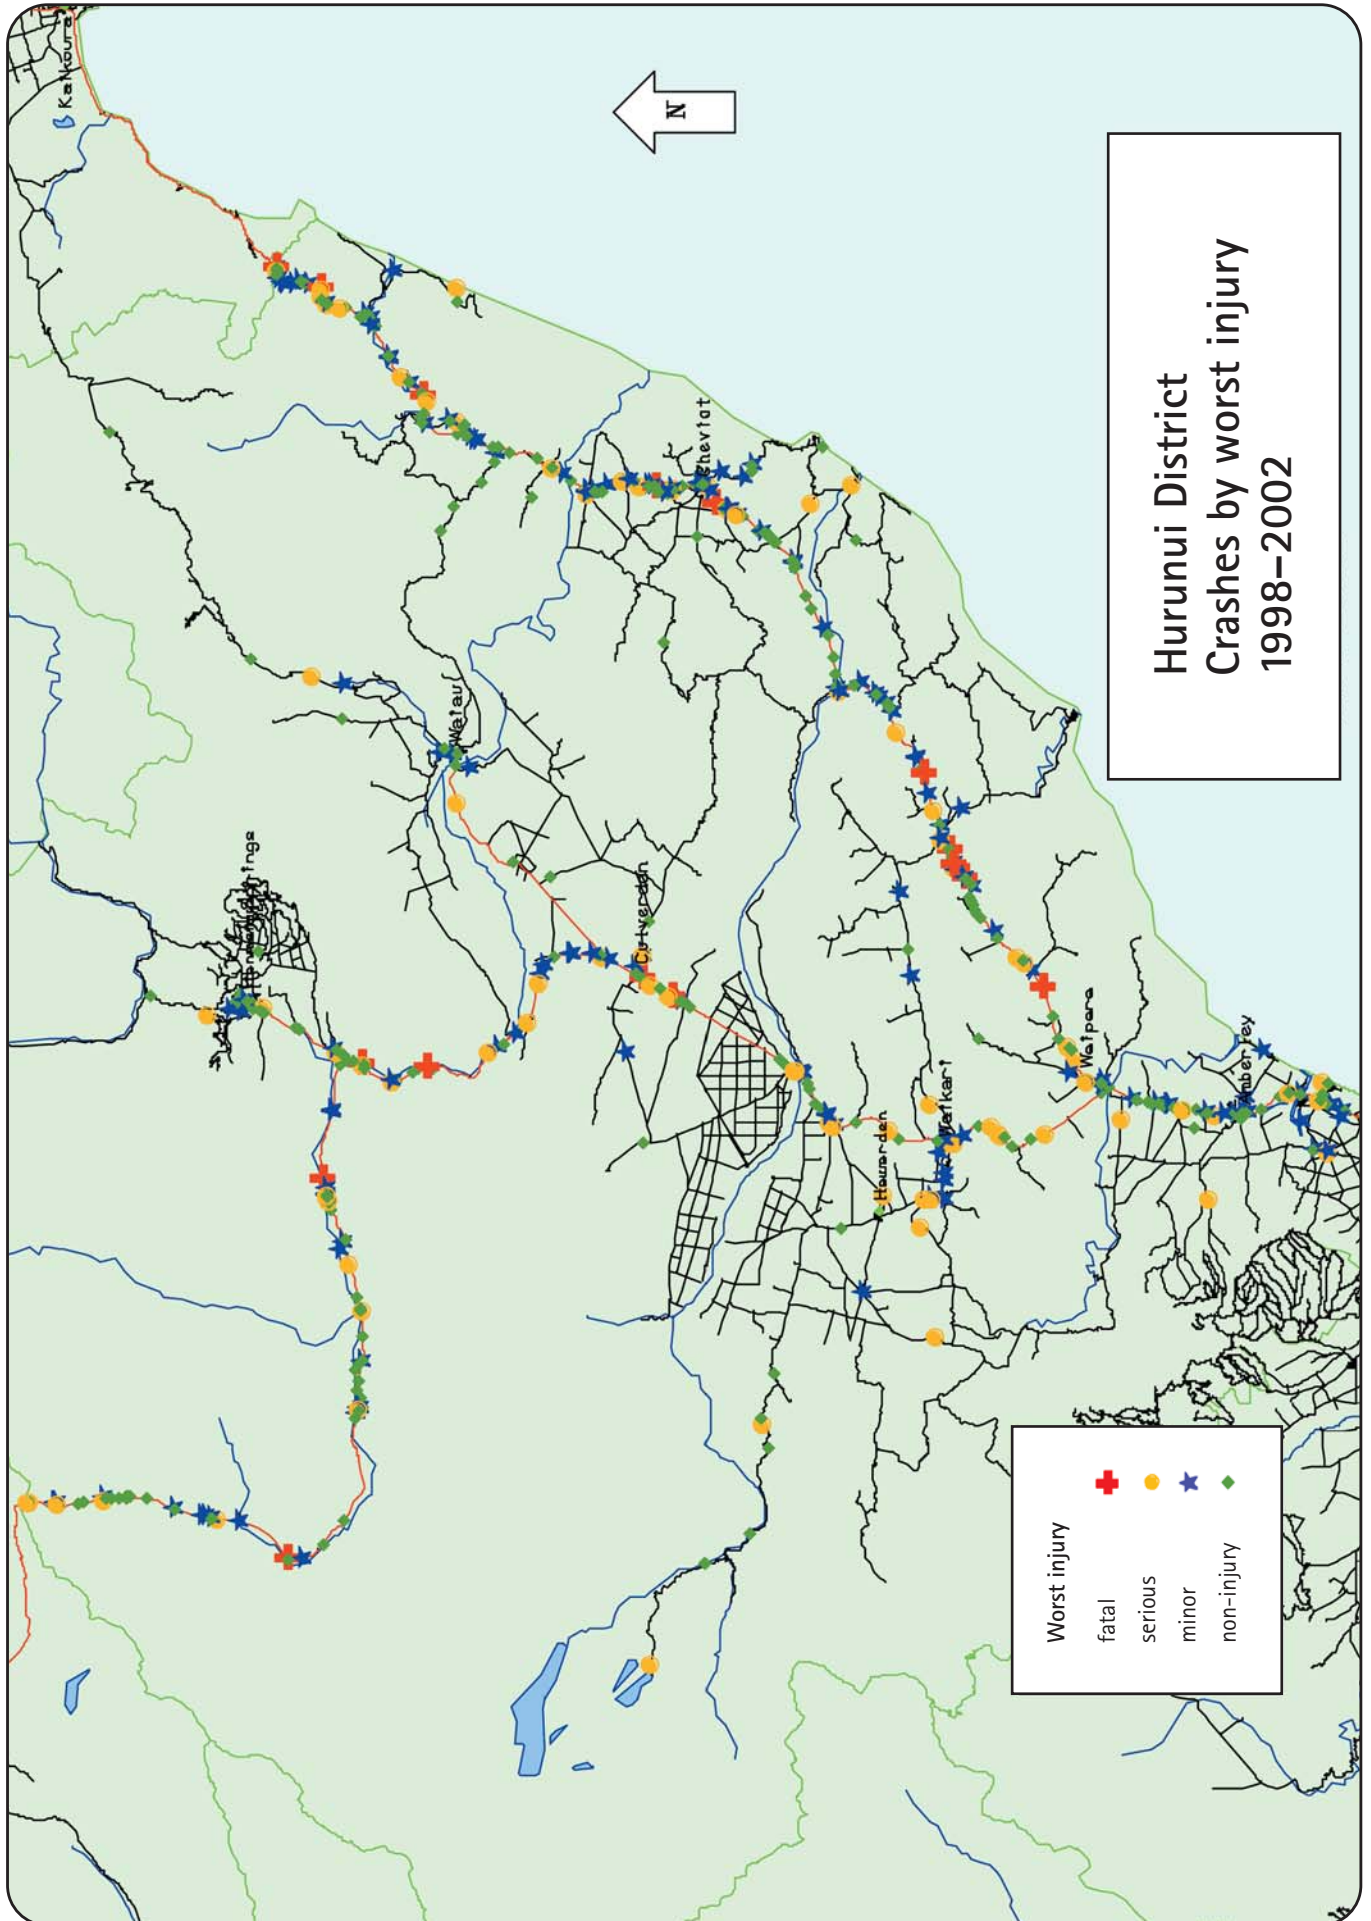 Hurunui District
Crashes by worst injury
1998–2002
N
Kaikoura
Cheviot
Waiau
Culverden
Hawarden
Waikari
Waipara
Amberley
Worst injury
fatal
serious
minor
non-injury